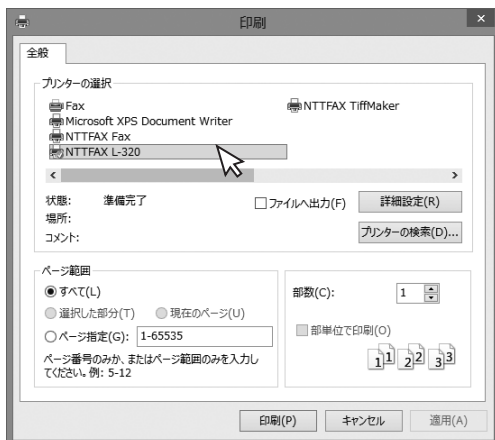 印刷
全般
プリンターの選択
Fax
NTTFAX TiffMaker
Microsoft XPS Document Writer
NTTFAX Fax
NTTFAX L-320
状態: 準備完了
場所:
コメント:
ファイルへ出力(F)
詳細設定(R)
プリンターの検索(D)...
ページ範囲
すべて(L)
選択した部分(T) 現在のページ(U)
ページ指定(G): 1-65535
ページ番号のみか、またはページ範囲のみを入力し
てください。例: 5-12
部数(C): 1
部単位で印刷(O)
1 1 2 2 3 3
印刷(P) キャンセル 適用(A)